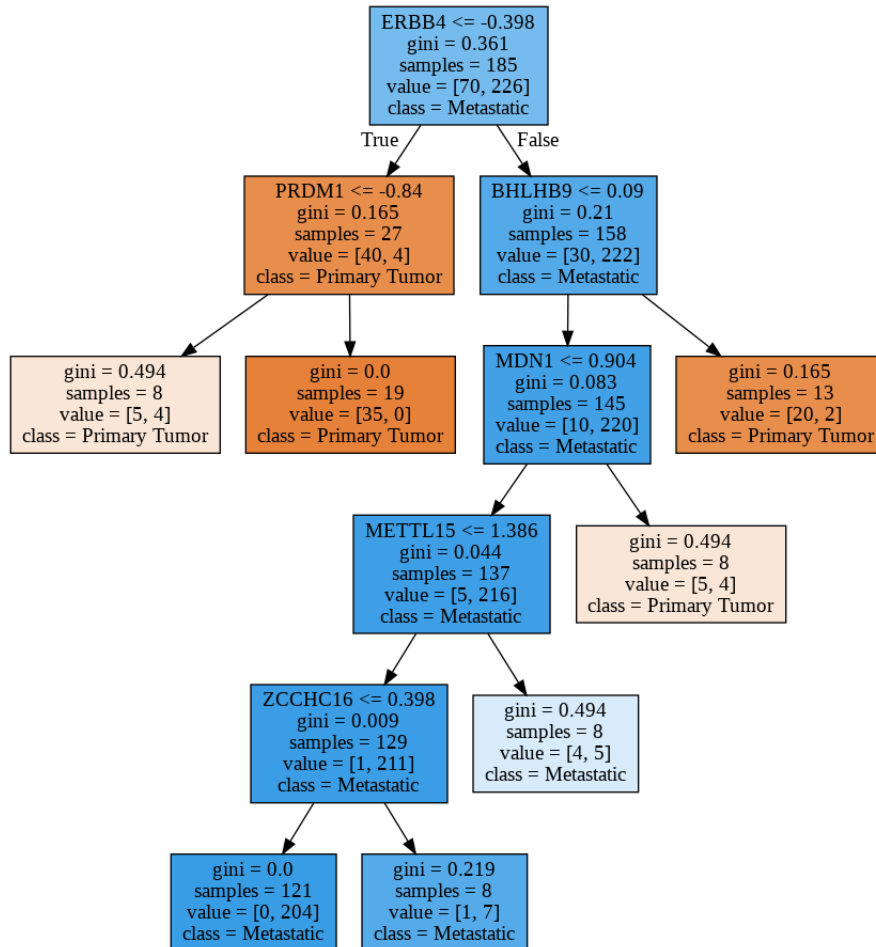 ERBB4 <= -0.398
gini = 0.361
samples = 185
value = [70, 226]
class = Metastatic
True
False
PRDM1 <= -0.84
gini = 0.165
samples = 27
value = [40, 4]
class = Primary Tumor
BHLHB9 <= 0.09
gini = 0.21
samples = 158
value = [30, 222]
class = Metastatic
gini = 0.494
samples = 8
value = [5, 4]
class = Primary Tumor
gini = 0.0
samples = 19
value = [35, 0]
class = Primary Tumor
MDN1 <= 0.904
gini = 0.083
samples = 145
value = [10, 220]
class = Metastatic
gini = 0.165
samples = 13
value = [20, 2]
class = Primary Tumor
METTL15 <= 1.386
gini = 0.044
samples = 137
value = [5, 216]
class = Metastatic
gini = 0.494
samples = 8
value = [5, 4]
class = Primary Tumor
ZCCHC16 <= 0.398
gini = 0.009
samples = 129
value = [1, 211]
class = Metastatic
gini = 0.494
samples = 8
value = [4, 5]
class = Metastatic
gini = 0.0
samples = 121
value = [0, 204]
class = Metastatic
gini = 0.219
samples = 8
value = [1, 7]
class = Metastatic